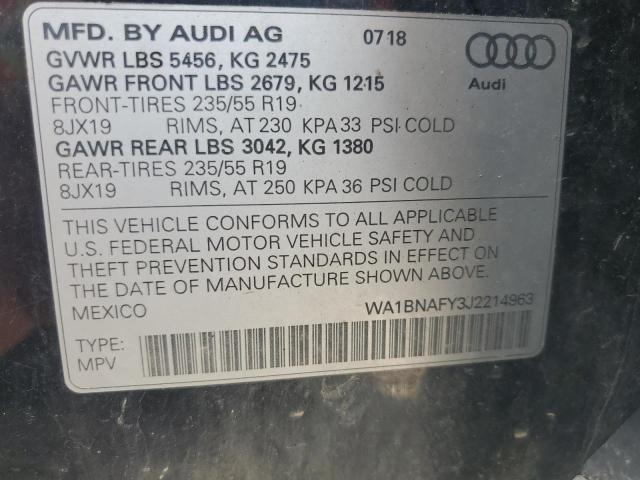 MFD. BY AUDI AG 0718
GVWR LBS 5456, KG 2475
GAWR FRONT LBS 2679, KG 1215
Audi
FRONT-TIRES 235/55 R19
8JX19 RIMS, AT 230 KPA 33 PSI COLD
GAWR REAR LBS 3042, KG 1380
REAR-TIRES 235/55 R19
8JX19 RIMS, AT 250 KPA 36 PSI COLD
THIS VEHICLE CONFORMS TO ALL APPLICABLE
U.S. FEDERAL MOTOR VEHICLE SAFETY AND
THEFT PREVENTION STANDARDS IN EFFECT ON
THE DATE OF MANUFACTURE SHOWN ABOVE.
MEXICO WA1BNAFY3J2214963
TYPE:
MPV